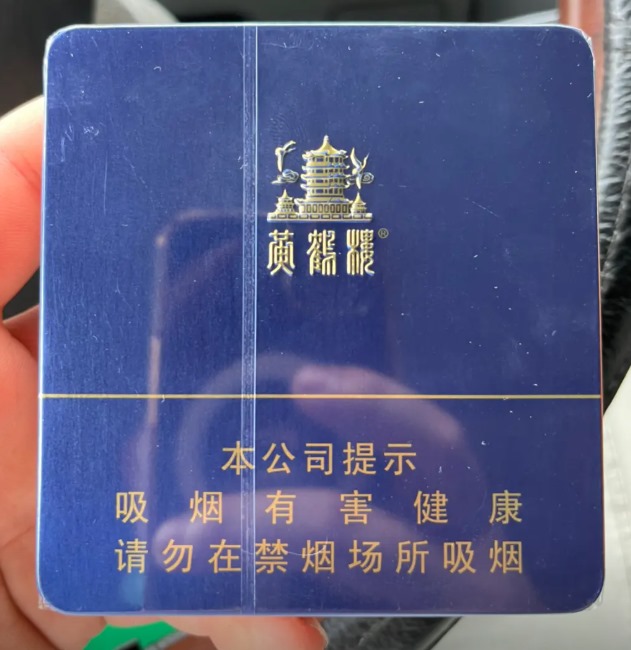 黄鹤楼®
本公司提示
吸烟有害健康
请勿在禁烟场所吸烟